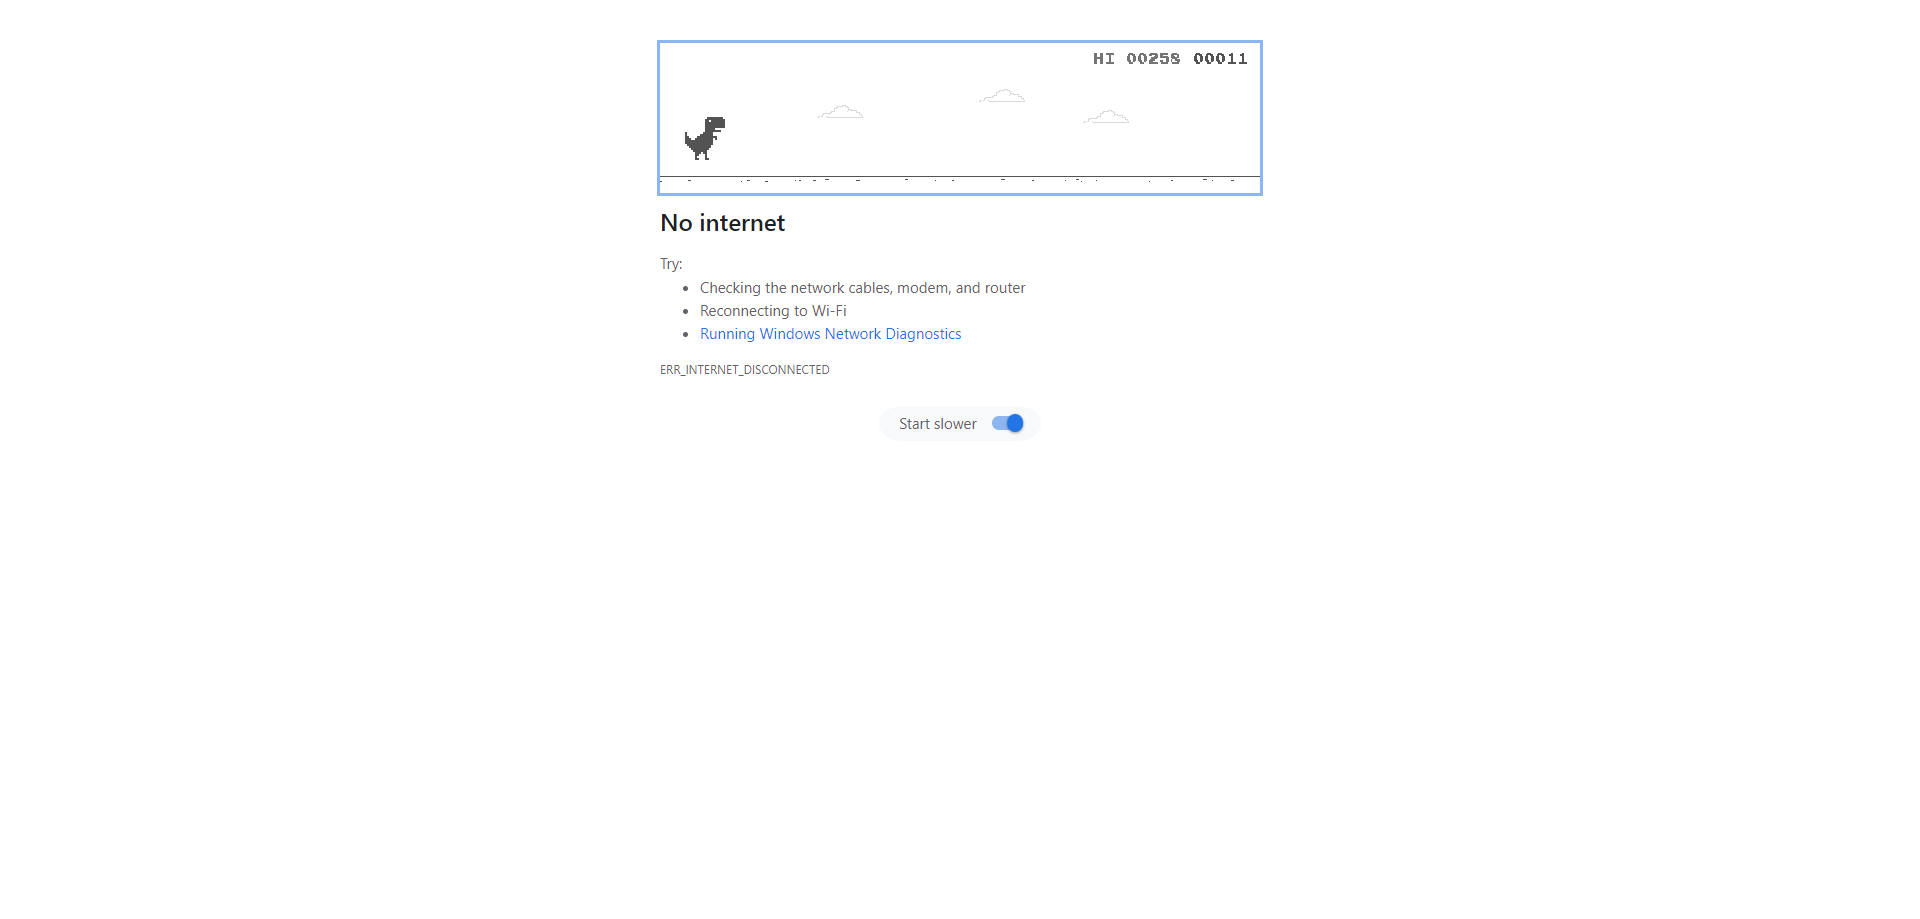 HI 00258 00011
No internet
Try:
• Checking the network cables, modem, and router
• Reconnecting to Wi-Fi
• Running Windows Network Diagnostics
ERR_INTERNET_DISCONNECTED
Start slower